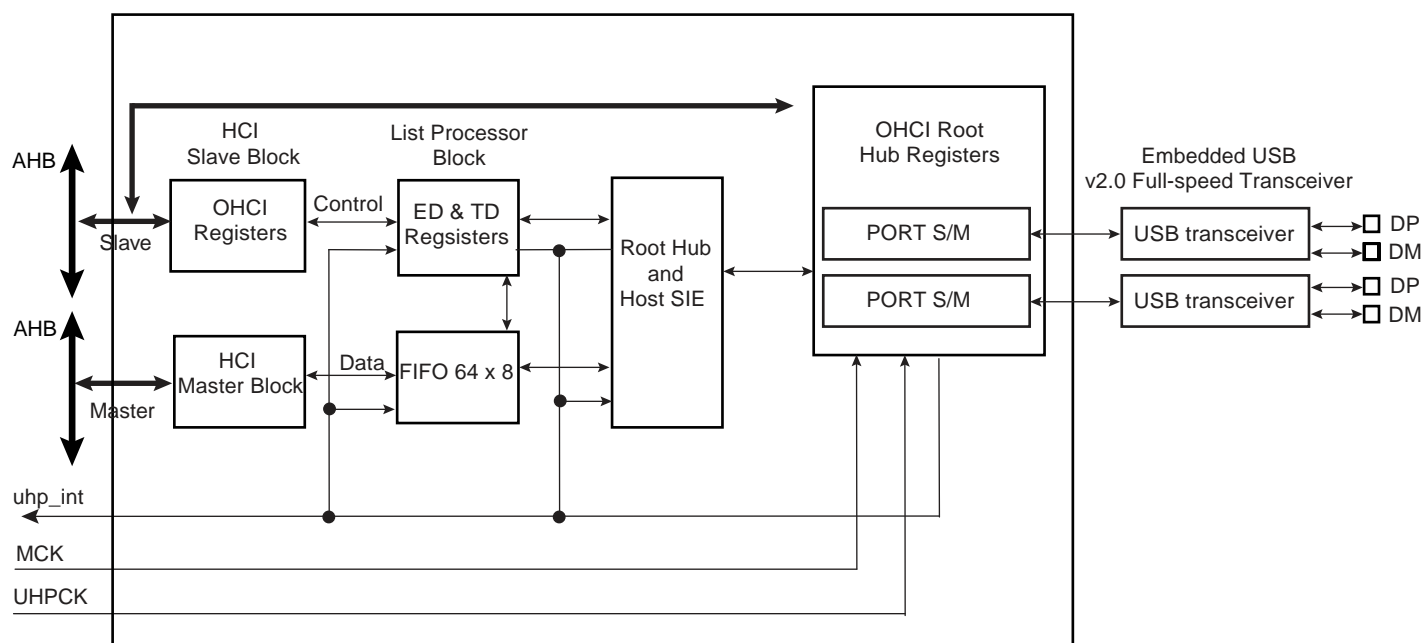 HCI
Slave Block
List Processor
Block
OHCI Root
Hub Registers
Embedded USB
v2.0 Full-speed Transceiver
AHB
Slave
OHCI
Registers
Control
ED & TD
Regsisters
Root Hub
and
Host SIE
PORT S/M
USB transceiver
DP
DM
PORT S/M
USB transceiver
DP
DM
AHB
Master
HCI
Master Block
Data
FIFO 64 x 8
uhp_int
MCK
UHPCK